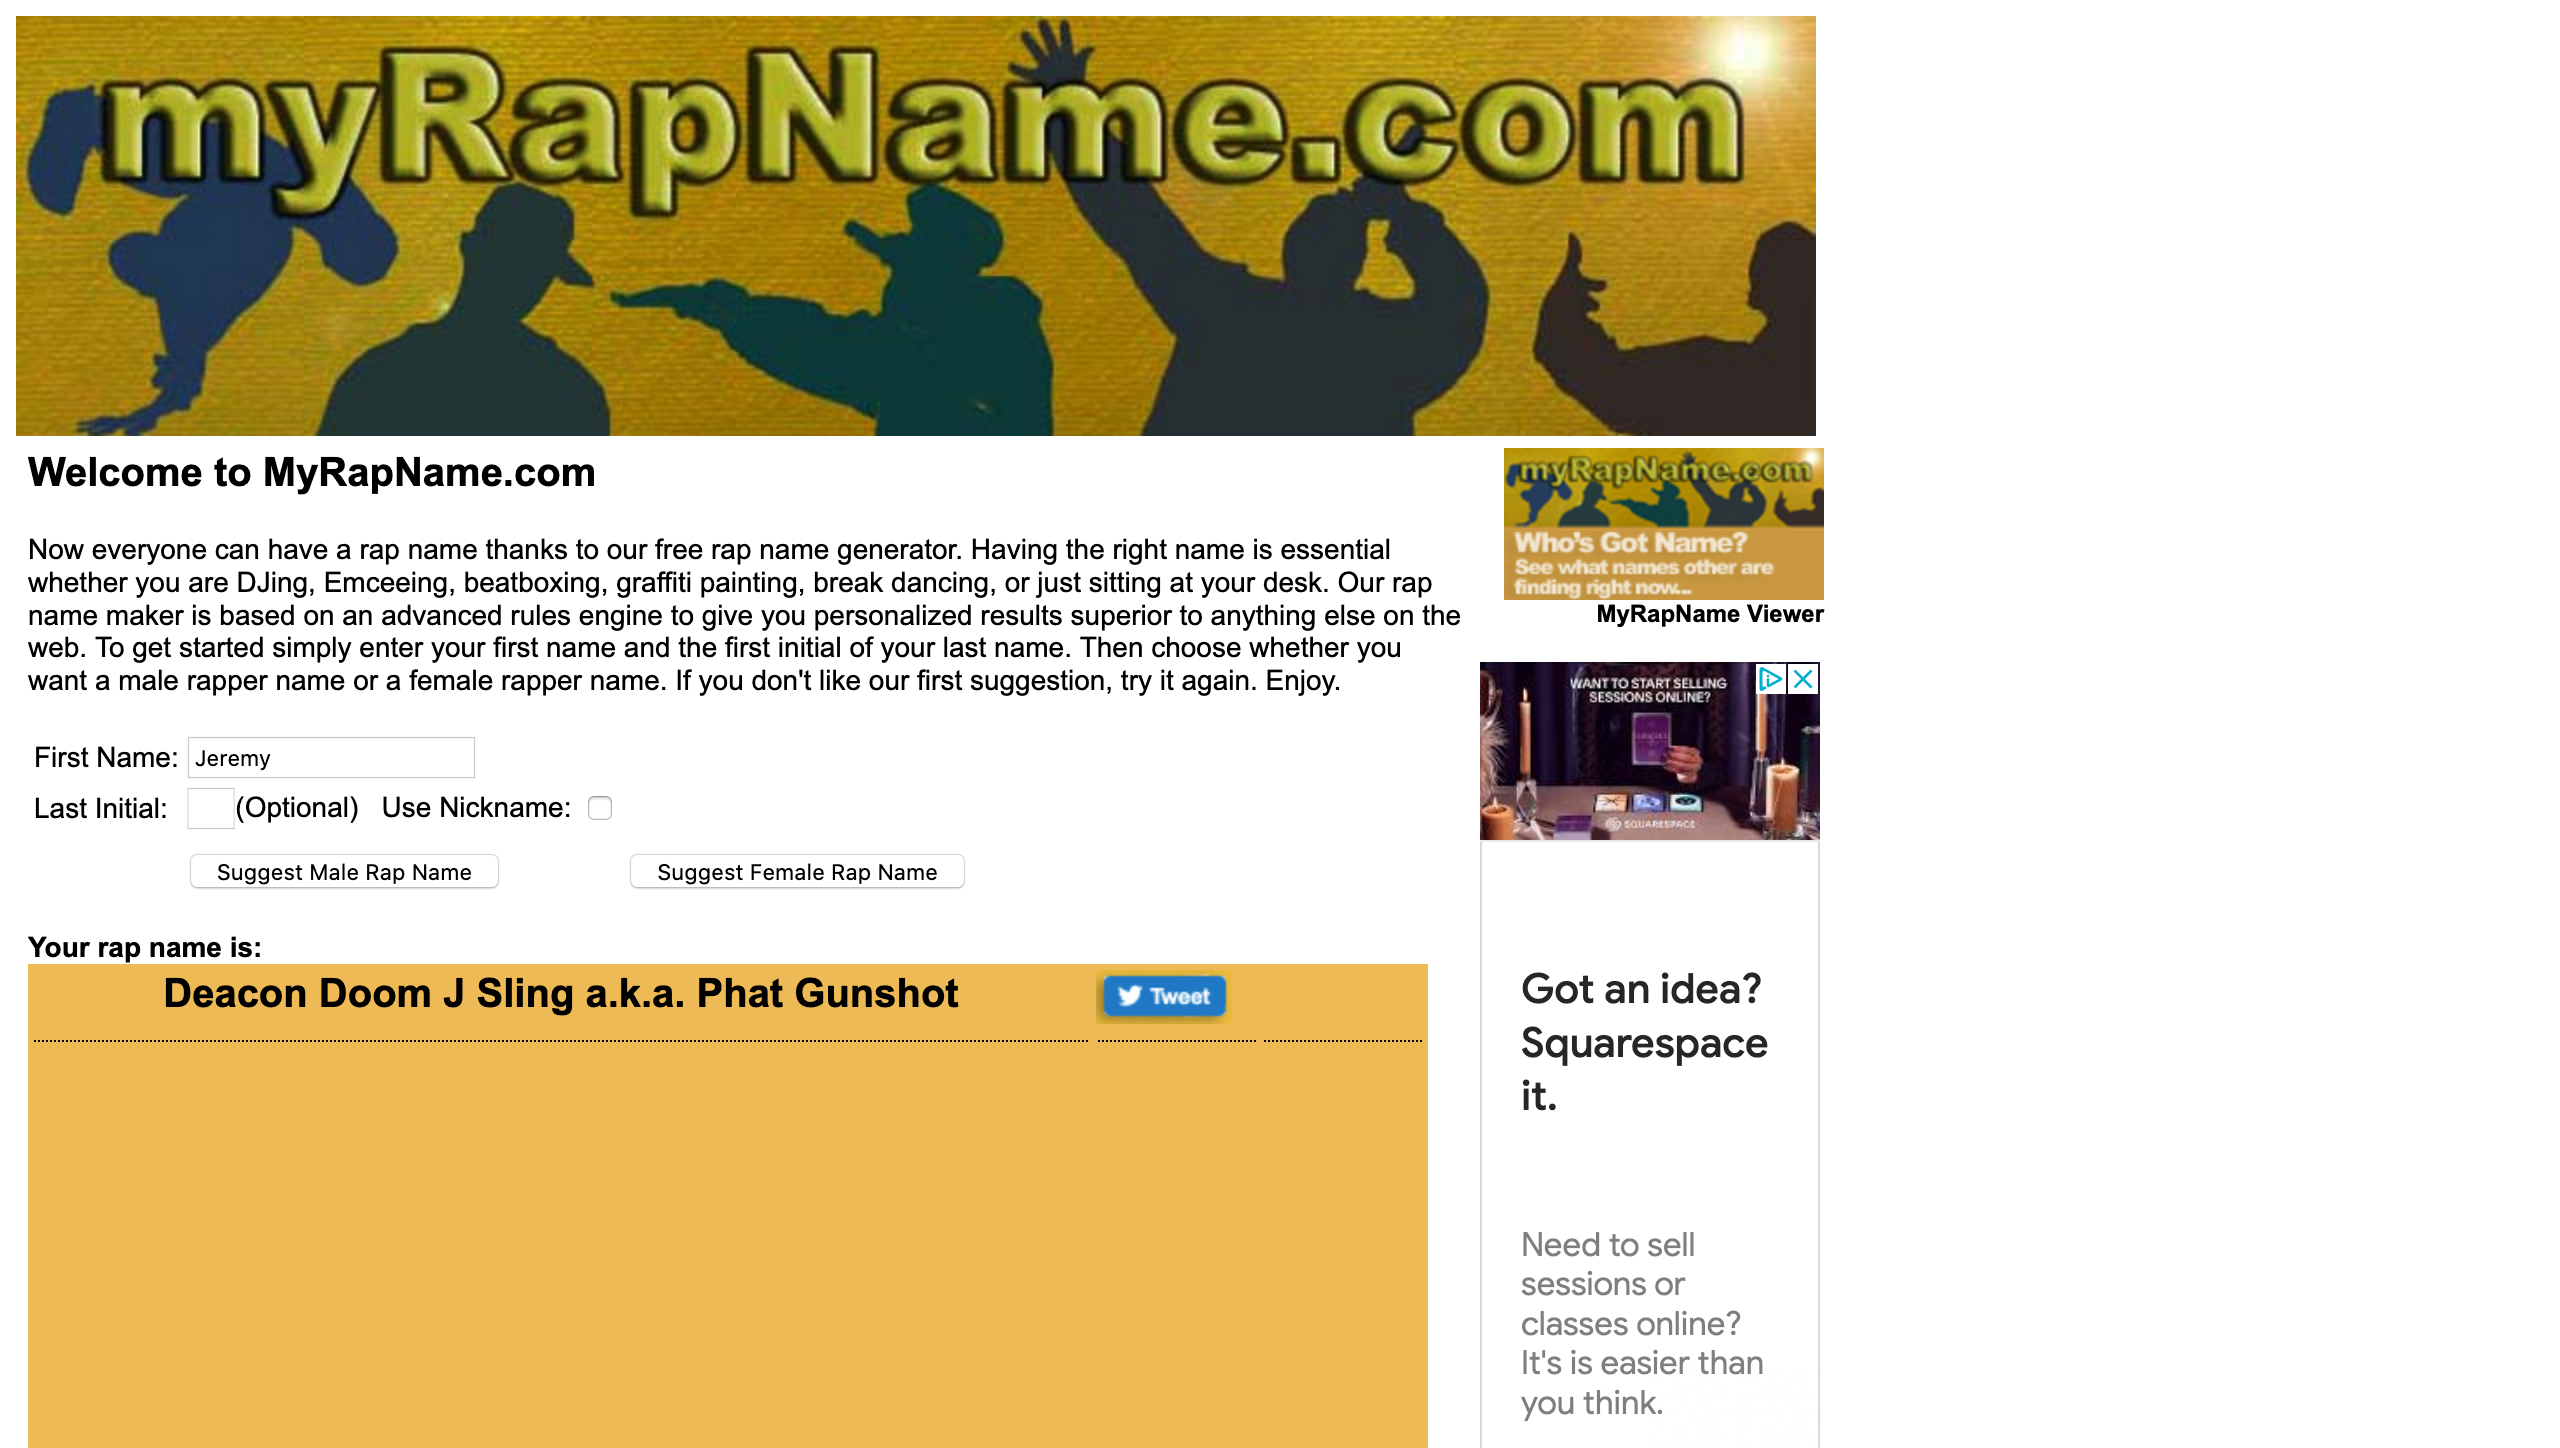 myRapName.com
Welcome to MyRapName.com
Now everyone can have a rap name thanks to our free rap name generator. Having the right name is essential
whether you are DJing, Emceeing, beatboxing, graffiti painting, break dancing, or just sitting at your desk. Our rap
name maker is based on an advanced rules engine to give you personalized results superior to anything else on the
web. To get started simply enter your first name and the first initial of your last name. Then choose whether you
want a male rapper name or a female rapper name. If you don't like our first suggestion, try it again. Enjoy.
First Name: Jeremy
Last Initial: (Optional) Use Nickname:
Suggest Male Rap Name Suggest Female Rap Name
Your rap name is:
Deacon Doom J Sling a.k.a. Phat Gunshot
Tweet
myRapName.com
Who's Got Name?
See what names other are
finding right now...
MyRapName Viewer
WANT TO START SELLING
SESSIONS ONLINE?
SQUARESPACE
Got an idea?
Squarespace
it.
Need to sell
sessions or
classes online?
It's is easier than
you think.